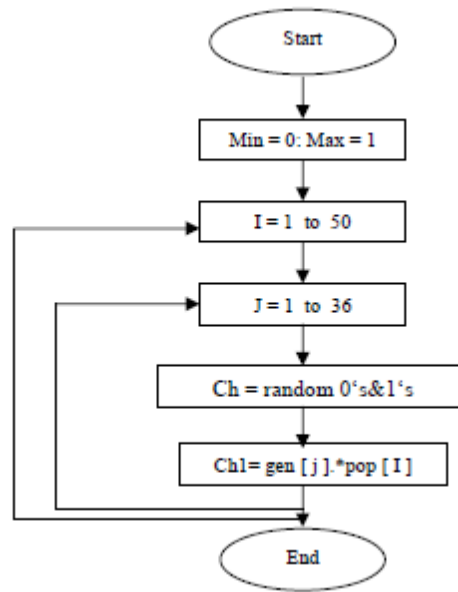 Start
Min = 0: Max = 1
I = 1 to 50
J = 1 to 36
Ch = random 0‘s&1‘s
Ch1= gen [ j ].*pop [ I ]
End